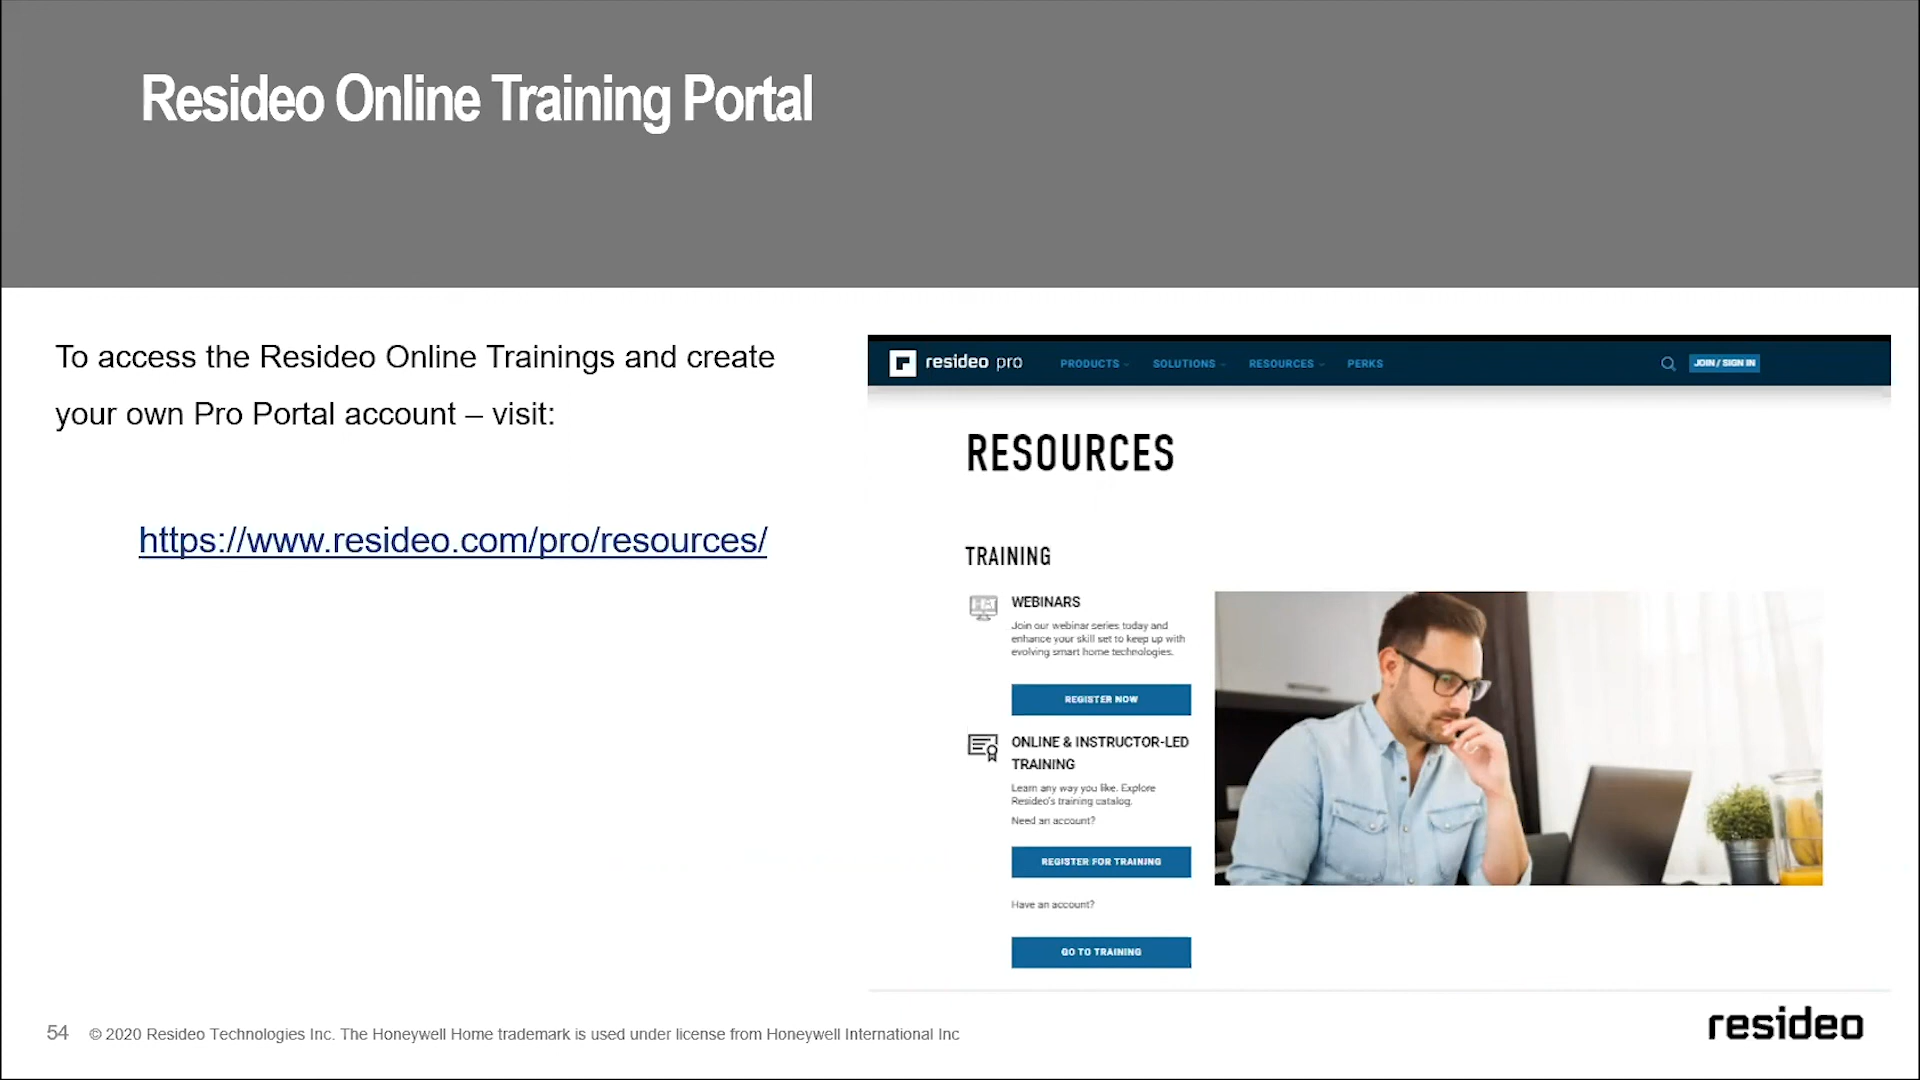 Resideo Online Training Portal
To access the Resideo Online Trainings and create
your own Pro Portal account – visit:
https://www.resideo.com/pro/resources/
resideo pro
PRODUCTS
SOLUTIONS
RESOURCES
PERKS
JOIN / SIGN IN
RESOURCES
TRAINING
WEBINARS
Join our webinar series today and
enhance your skill set to keep up with
evolving smart home technologies.
REGISTER NOW
ONLINE & INSTRUCTOR-LED
TRAINING
Learn any way you like. Explore
Resideo's training catalog.
Need an account?
REGISTER FOR TRAINING
Have an account?
GO TO TRAINING
54 © 2020 Resideo Technologies Inc. The Honeywell Home trademark is used under license from Honeywell International Inc
resideo